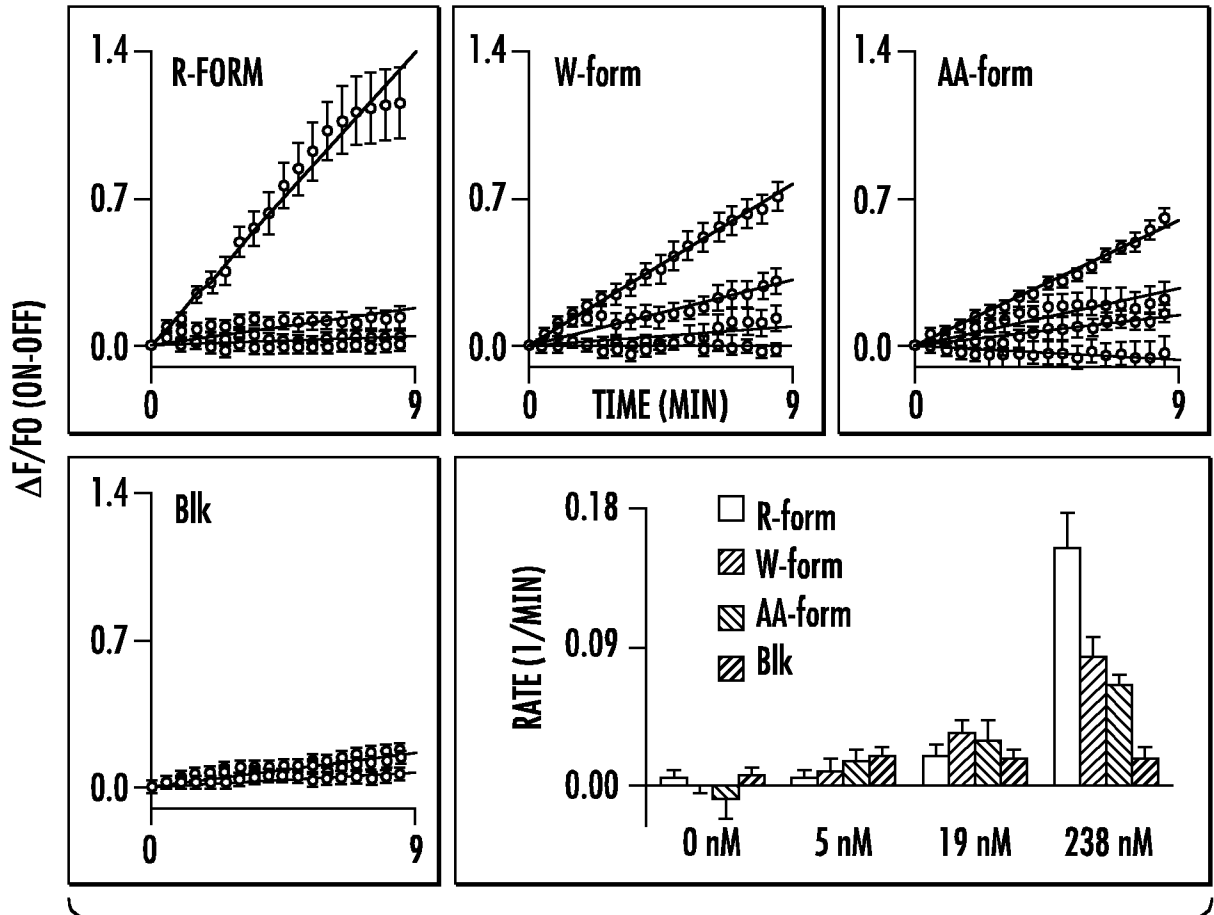 ΔF/F0 (ON-OFF)
1.4
R-FORM
0.7
0.0
0
9
1.4
W-form
0.7
0.0
0
TIME (MIN)
9
1.4
AA-form
0.7
0.0
0
9
1.4
Blk
0.7
0.0
0
9
RATE (1/MIN)
0.18
0.09
0.00
R-form
W-form
AA-form
Blk
0 nM
5 nM
19 nM
238 nM